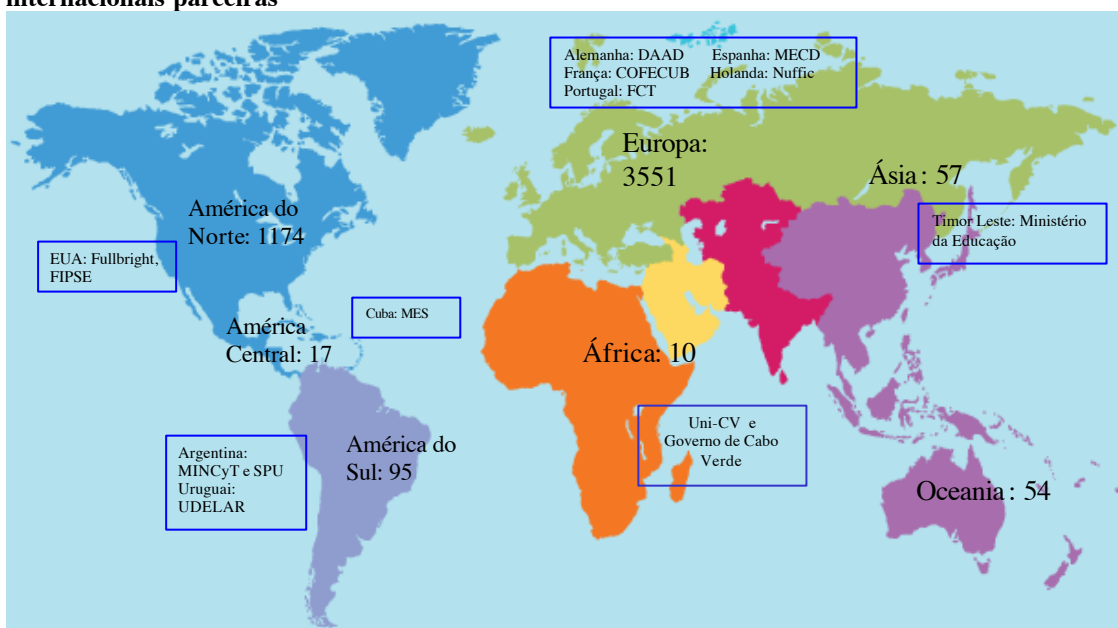 internacionais parceiras
Alemanha: DAAD Espanha: MECD
França: COFECUB Holanda: Nuffic
Portugal: FCT
Europa:
3551
Ásia: 57
Timor Leste: Ministério
da Educação
América do
Norte: 1174
EUA: Fullbright,
FIPSE
Cuba: MES
América
Central: 17
África: 10
Uni-CV e
Governo de Cabo
Verde
América do
Sul: 95
Argentina:
MINCyT e SPU
Uruguai:
UDELAR
Oceania: 54